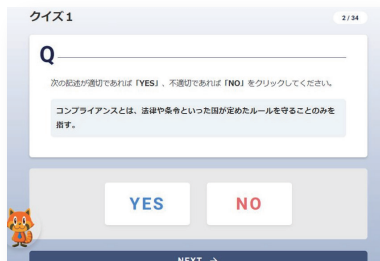 クイズ1
2 / 34
Q
次の記述が適切であれば「YES」、不適切であれば「NO」をクリックしてください。
コンプライアンスとは、法律や条令といった国が定めたルールを守ることのみを
指す。
YES
NO
NEXT →